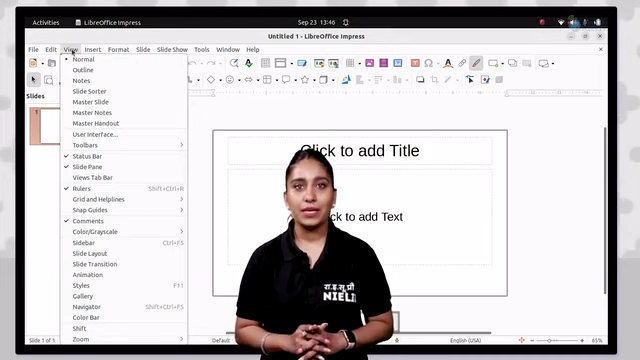 Activities
LibreOffice Impress
Sep 23 13:46
Untitled 1 - LibreOffice Impress
File Edit View Insert Format Slide Slide Show Tools Window Help
Slides
Normal
Outline
Notes
Slide Sorter
Master Slide
Master Notes
Master Handout
User Interface...
Toolbars
Status Bar
Slide Pane
Views Tab Bar
Rulers Shift+Ctrl+R
Grid and Helplines
Snap Guides
Comments
Color/Grayscale
Sidebar Ctrl+F5
Slide Layout
Slide Transition
Animation
Styles F11
Gallery
Navigator Shift+Ctrl+F5
Color Bar
Shift
Zoom
Click to add Title
ck to add Text
रा.इ.सू.प्रौ
NIELI
Slide 1 of 1
Default
English (USA)
65%